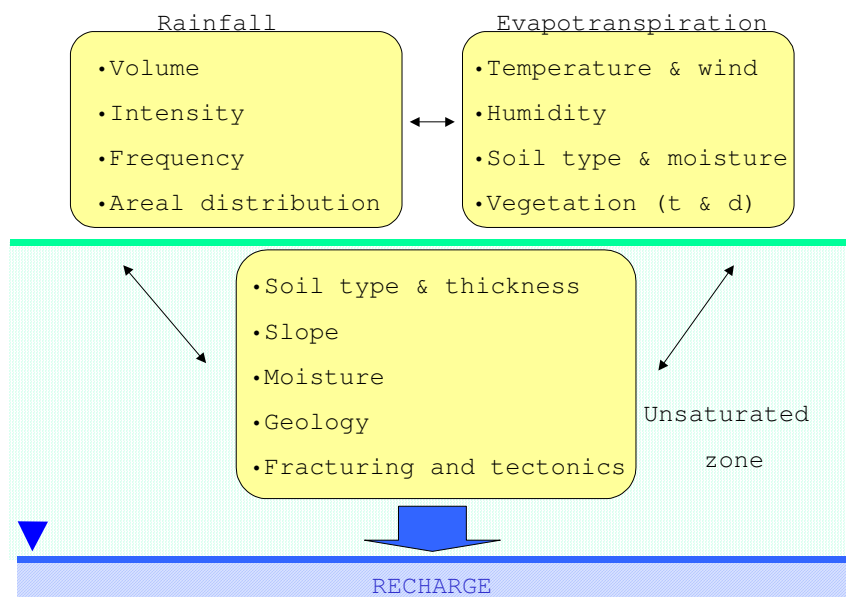 Rainfall
•Volume
•Intensity
•Frequency
•Areal distribution
Evapotranspiration
•Temperature & wind
•Humidity
•Soil type & moisture
•Vegetation (t & d)
•Soil type & thickness
•Slope
•Moisture
•Geology
•Fracturing and tectonics
Unsaturated
zone
RECHARGE